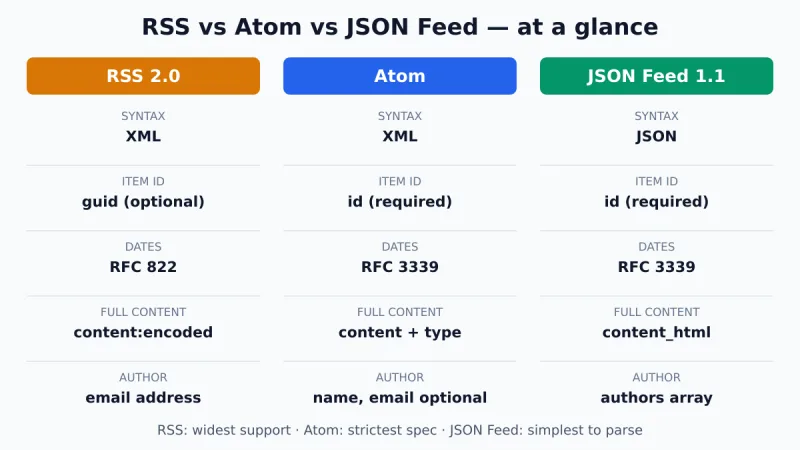 RSS vs Atom vs JSON Feed — at a glance
RSS 2.0
SYNTAX
XML
ITEM ID
guid (optional)
DATES
RFC 822
FULL CONTENT
content:encoded
AUTHOR
email address
Atom
SYNTAX
XML
ITEM ID
id (required)
DATES
RFC 3339
FULL CONTENT
content + type
AUTHOR
name, email optional
JSON Feed 1.1
SYNTAX
JSON
ITEM ID
id (required)
DATES
RFC 3339
FULL CONTENT
content_html
AUTHOR
authors array
RSS: widest support · Atom: strictest spec · JSON Feed: simplest to parse